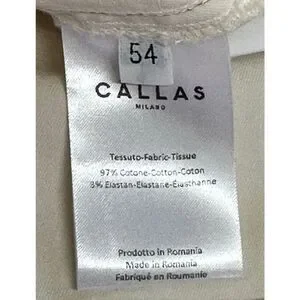 54
CALLAS
MILANO
Tessuto-Fabric-Tissue
97% Cotone-Cotton-Coton
3% Elastan-Elastane-Élasthanne
Prodotto in Romania
Made in Romania
Fabriqué en Roumanie